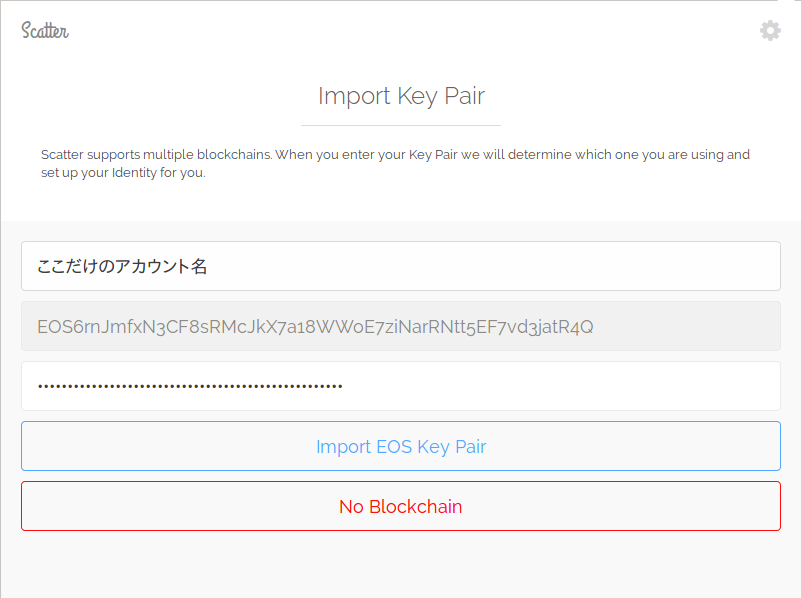 Scatter
Import Key Pair
Scatter supports multiple blockchains. When you enter your Key Pair we will determine which one you are using and
set up your Identity for you.
ここだけのアカウント名
EOS6rnJmfxN3CF8sRMcJkX7a18WWoE7ziNarRNtt5EF7vd3jatR4Q
Import EOS Key Pair
No Blockchain